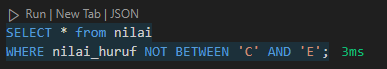 Run | New Tab | JSON
SELECT * from nilai
WHERE nilai_huruf NOT BETWEEN 'C' AND 'E'; 3ms